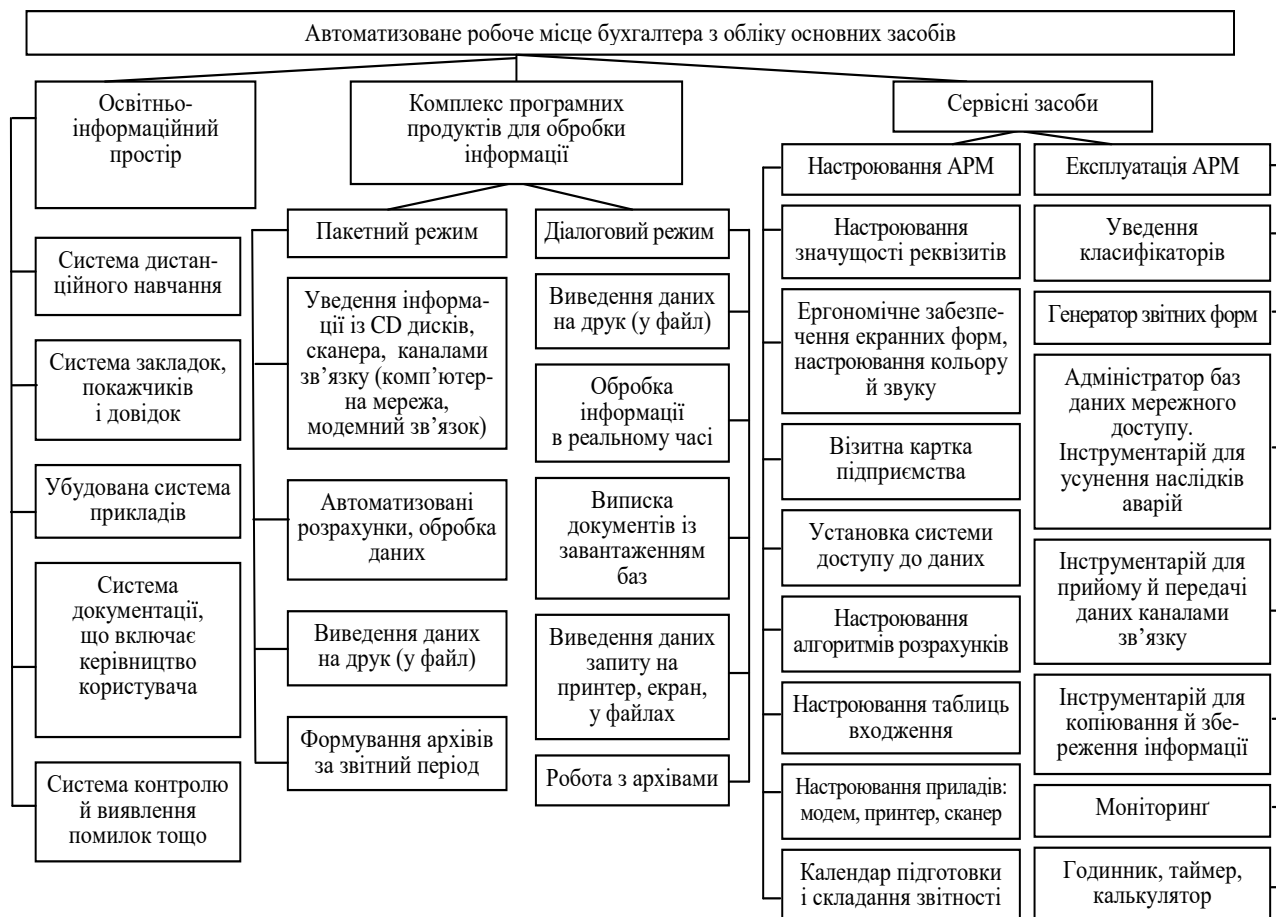 Автоматизоване робоче місце бухгалтера з обліку основних засобів
Освітньо-
інформаційний
простір
Система дистан-
ційного навчання
Система закладок,
покажчиків
і довідок
Убудована система
прикладів
Система
документації,
що включає
керівництво
користувача
Система контролю
й виявлення
помилок тощо
Комплекс програмних
продуктів для обробки
інформації
Пакетний режим
Уведення інформа-
ції із CD дисків,
сканера, каналами
зв’язку (комп’ютер-
на мережа,
модемний зв’язок)
Автоматизовані
розрахунки, обробка
даних
Виведення даних
на друк (у файл)
Формування архівів
за звітний період
Діалоговий режим
Виведення даних
на друк (у файл)
Обробка
інформації
в реальному часі
Виписка
документів із
завантаженням
баз
Виведення даних
запиту на
принтер, екран,
у файлах
Робота з архівами
Сервісні засоби
Настроювання АРМ
Настроювання
значущості реквізитів
Ергономічне забезпе-
чення екранних форм,
настроювання кольору
й звуку
Візитна картка
підприємства
Установка системи
доступу до даних
Настроювання
алгоритмів розрахунків
Настроювання таблиць
входження
Настроювання приладів:
модем, принтер, сканер
Календар підготовки
і складання звітності
Експлуатація АРМ
Уведення
класифікаторів
Генератор звітних форм
Адміністратор баз
даних мережного
доступу.
Інструментарій для
усунення наслідків
аварій
Інструментарій для
прийому й передачі
даних каналами
зв’язку
Інструментарій для
копіювання й збе-
реження інформації
Моніторинґ
Годинник, таймер,
калькулятор